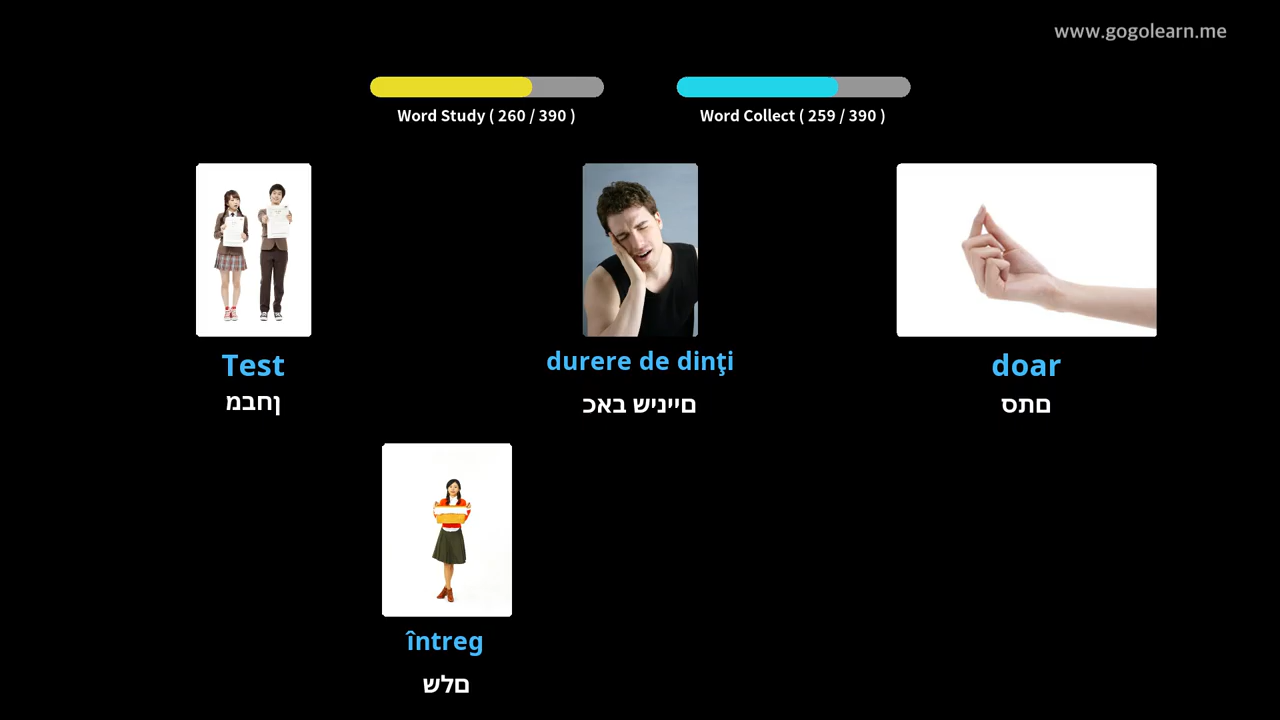 www.gogolearn.me
Word Study ( 260 / 390 )
Word Collect ( 259 / 390 )
Test
מבחן
durere de dinţi
כאב שיניים
doar
סתם
întreg
שלם